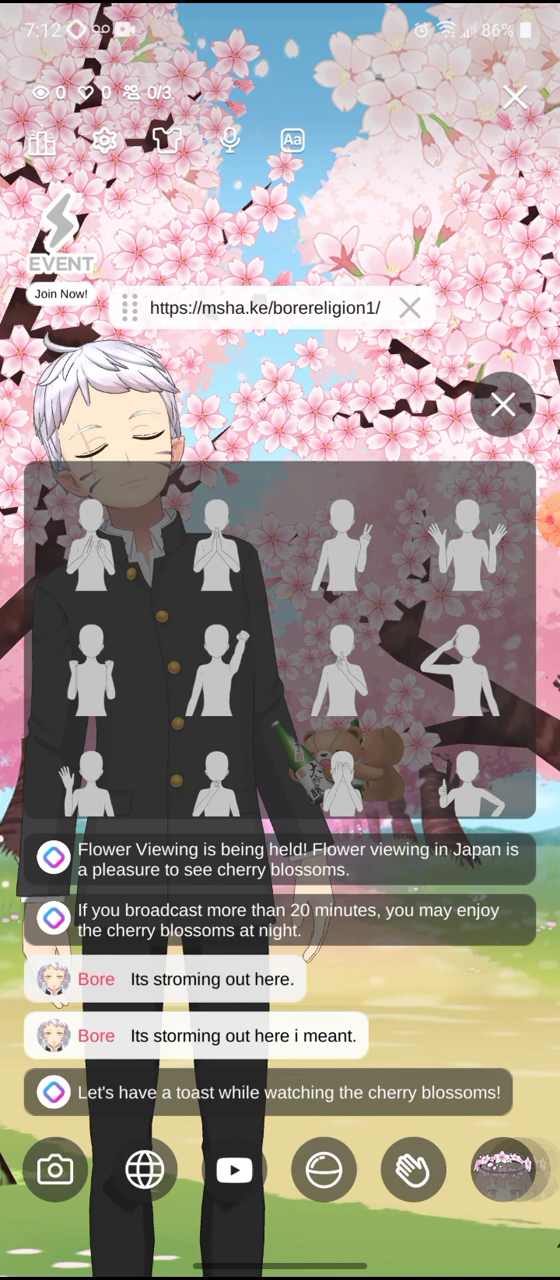 7:12
86%
0 0 0/3
Aa
EVENT
Join Now!
https://msha.ke/borereligion1/
Flower Viewing is being held! Flower viewing in Japan is
a pleasure to see cherry blossoms.
If you broadcast more than 20 minutes, you may enjoy
the cherry blossoms at night.
Bore Its stroming out here.
Bore Its storming out here i meant.
Let's have a toast while watching the cherry blossoms!